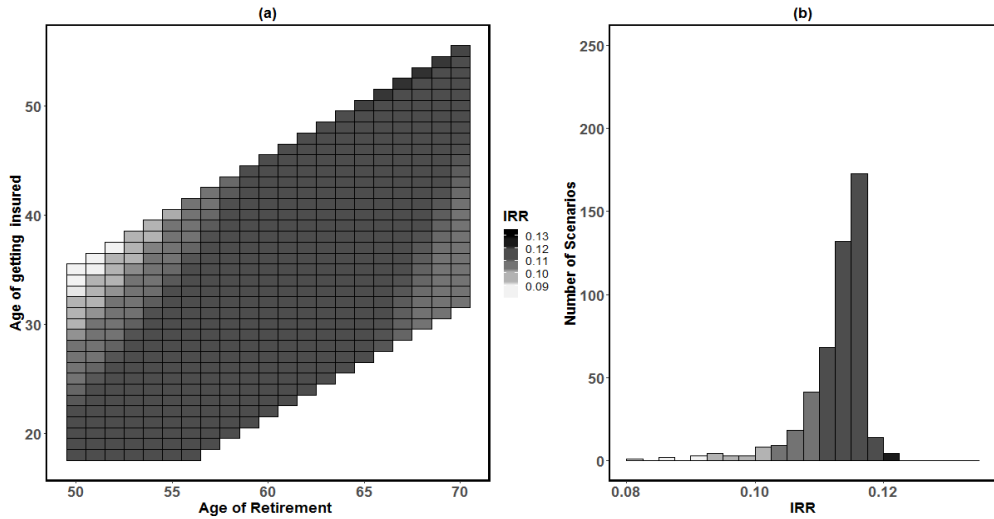 (a)
50
40
30
20
50 55 60 65 70
Age of Retirement
Age of getting insured
IRR
0.13
0.12
0.11
0.10
0.09
(b)
250
200
150
100
50
0
0.08 0.10 0.12
IRR
Number of Scenarios